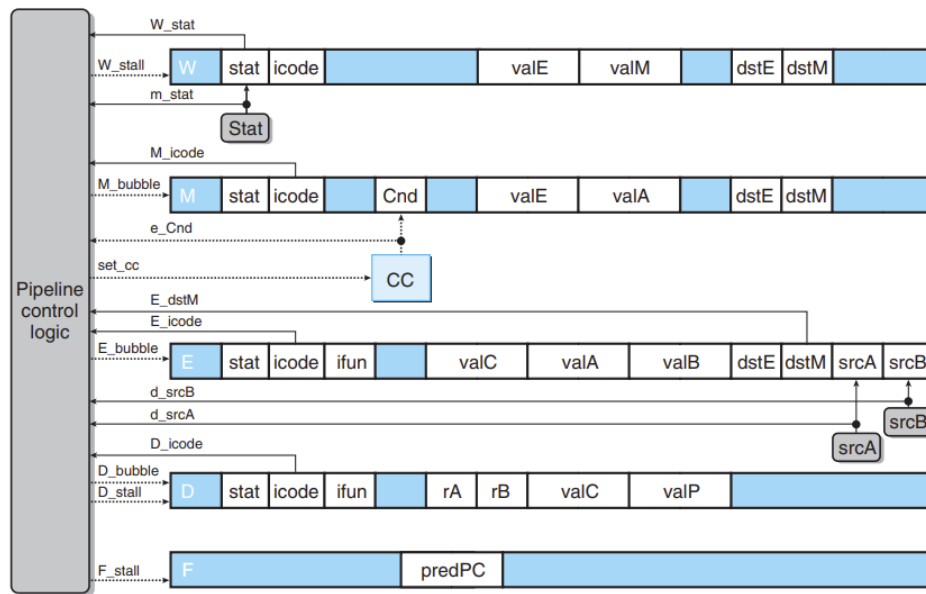 W_stat
W_stall
W stat icode valE valM dstE dstM
m_stat
Stat
M_icode
M_bubble
M stat icode Cnd valE valA dstE dstM
e_Cnd
set_cc
CC
Pipeline
control
logic
E_dstM
E_icode
E_bubble
E stat icode ifun valC valA valB dstE dstM srcA srcB
d_srcB
srcB
d_srcA
srcA
D_icode
D_bubble
D_stall
D stat icode ifun rA rB valC valP
F_stall
F predPC